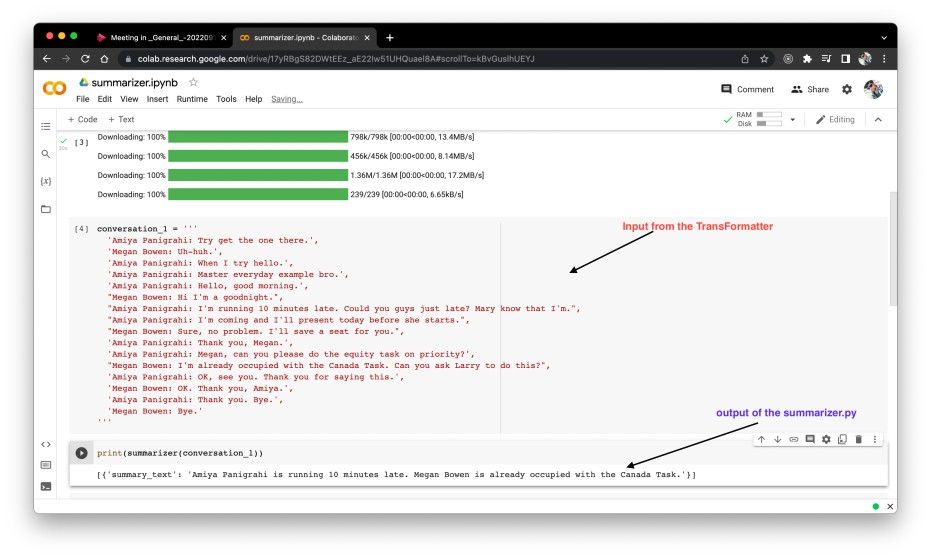 Meeting in _General_-202209
summarizer.ipynb - Colaborato
colab.research.google.com/drive/17yRBgS82DWtEEz_aE22Iw51UHQuaeI8A#scrollTo=kBvGuslhUEYJ
summarizer.ipynb
Comment
Share
File Edit View Insert Runtime Tools Help Saving...
+ Code + Text
RAM
Disk
Editing
[3]
Downloading: 100% 798k/798k [00:00<00:00, 13.4MB/s]
Downloading: 100% 456k/456k [00:00<00:00, 8.14MB/s]
Downloading: 100% 1.36M/1.36M [00:00<00:00, 17.2MB/s]
Downloading: 100% 239/239 [00:00<00:00, 6.65kB/s]
{x}
Input from the TransFormatter
[4] conversation_1 = '''
'Amiya Panigrahi: Try get the one there.',
'Megan Bowen: Uh-huh.',
'Amiya Panigrahi: When I try hello.',
'Amiya Panigrahi: Master everyday example bro.',
'Amiya Panigrahi: Hello, good morning.',
"Megan Bowen: Hi I'm a goodnight.",
"Amiya Panigrahi: I'm running 10 minutes late. Could you guys just late? Mary know that I'm.",
"Amiya Panigrahi: I'm coming and I'll present today before she starts.",
"Megan Bowen: Sure, no problem. I'll save a seat for you.",
'Amiya Panigrahi: Thank you, Megan.',
'Amiya Panigrahi: Megan, can you please do the equity task on priority?',
"Megan Bowen: I'm already occupied with the Canada Task. Can you ask Larry to do this?",
'Amiya Panigrahi: OK, see you. Thank you for saying this.',
'Megan Bowen: OK. Thank you, Amiya.',
'Amiya Panigrahi: Thank you. Bye.',
'Megan Bowen: Bye.'
'''
output of the summarizer.py
print(summarizer(conversation_1))
[{'summary_text': 'Amiya Panigrahi is running 10 minutes late. Megan Bowen is already occupied with the Canada Task.'}]